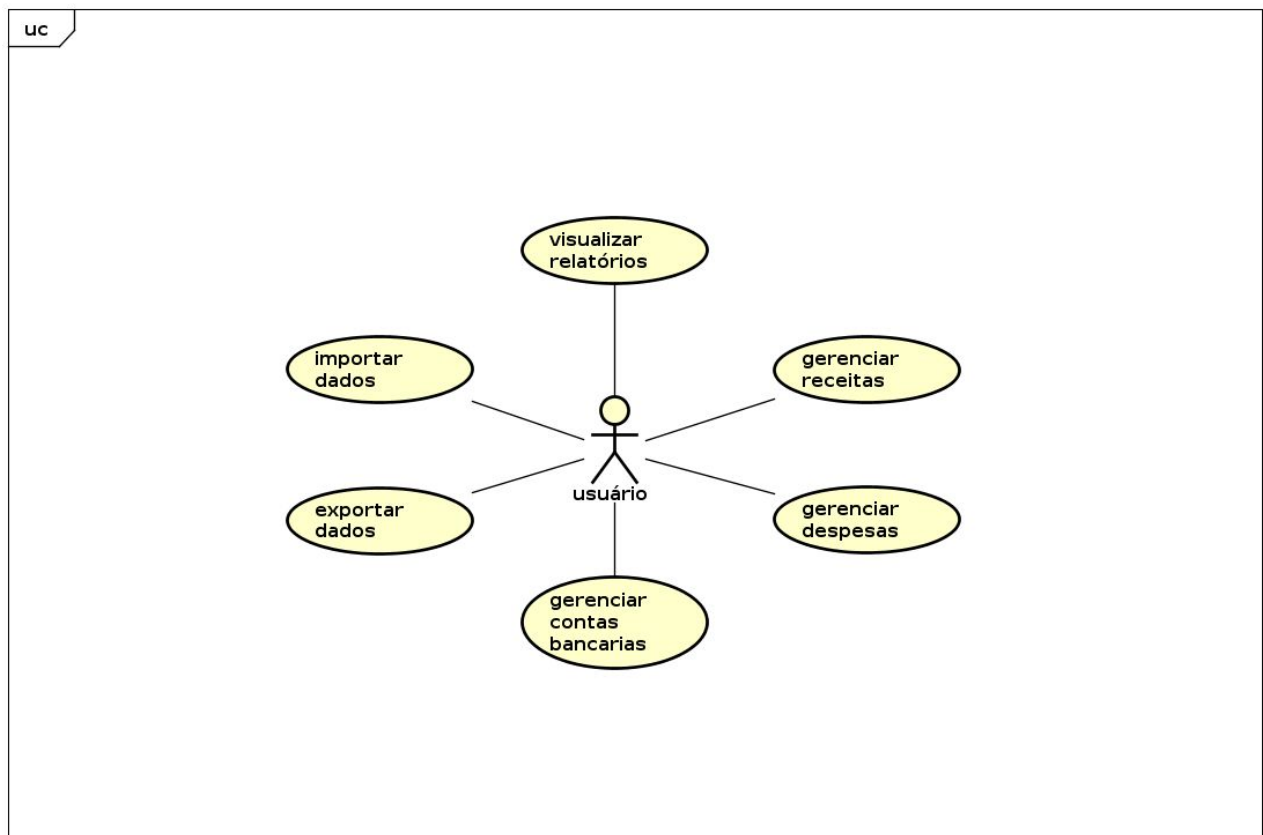 uc
visualizar
relatórios
importar
dados
gerenciar
receitas
usuário
exportar
dados
gerenciar
despesas
gerenciar
contas
bancarias